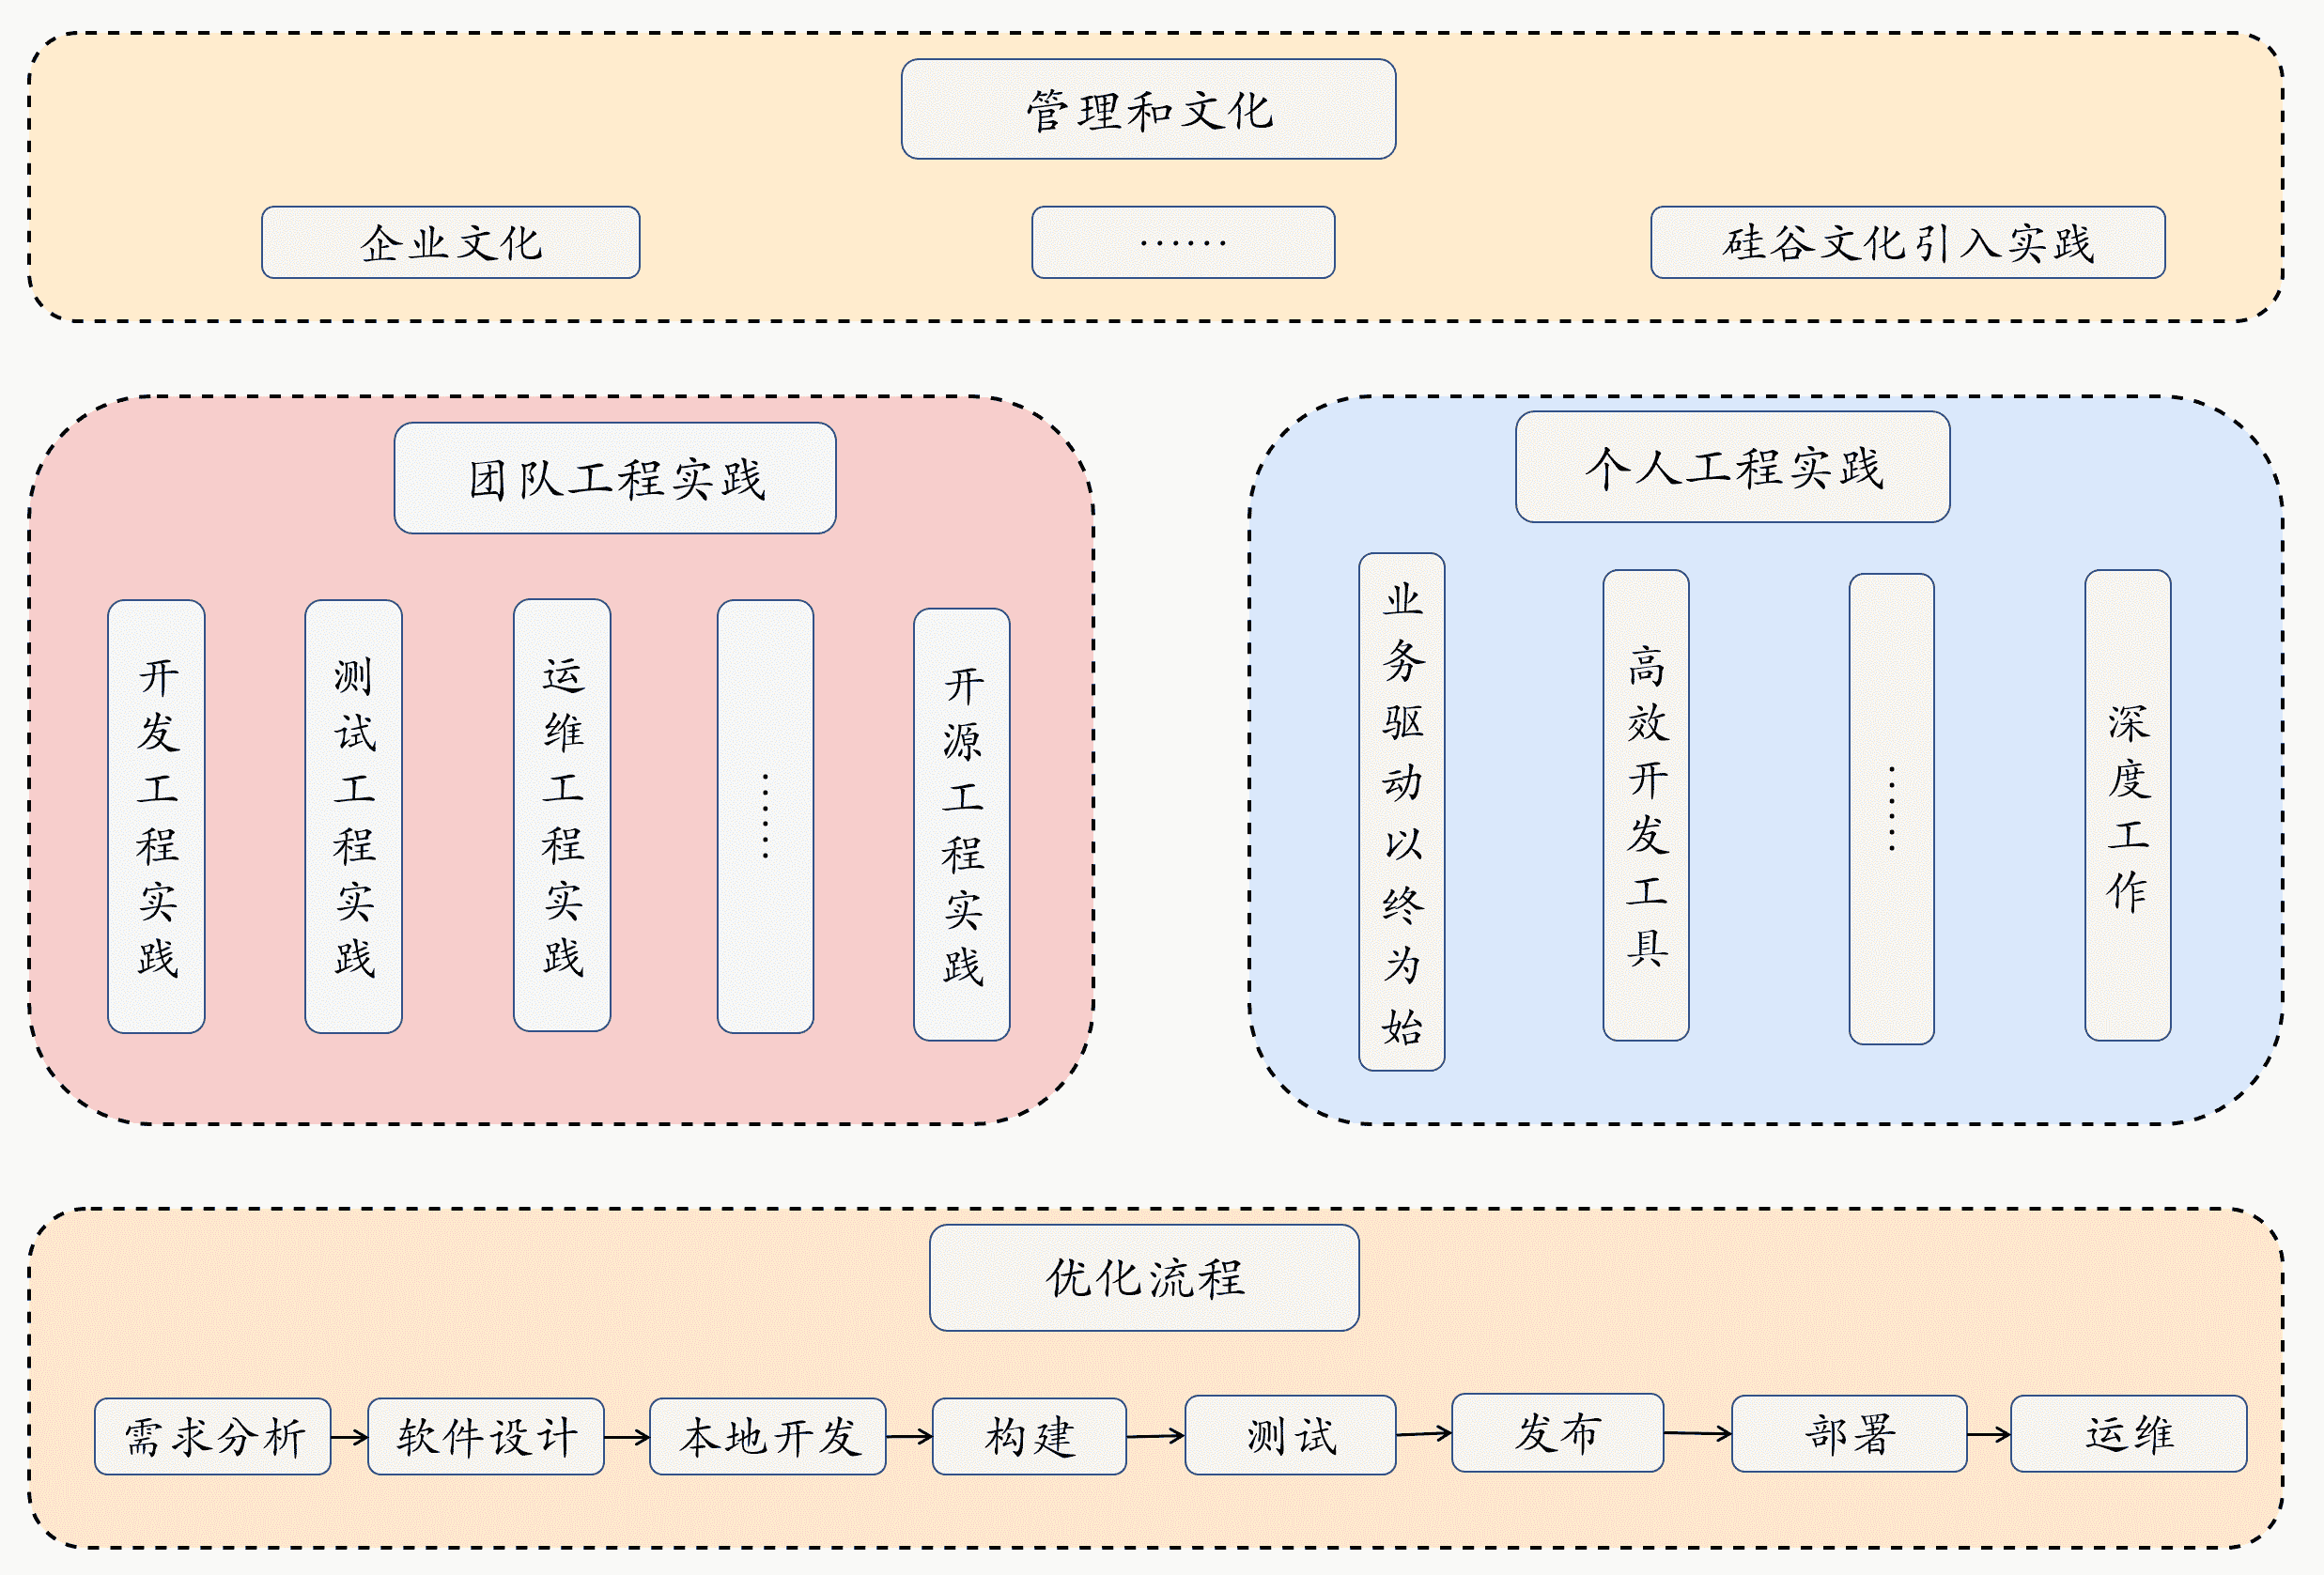 管理和文化
企业文化
……
硅谷文化引入实践
团队工程实践
开发工程实践
测试工程实践
运维工程实践
……
开源工程实践
个人工程实践
业务驱动以终为始
高效开发工具
……
深度工作
优化流程
需求分析
软件设计
本地开发
构建
测试
发布
部署
运维